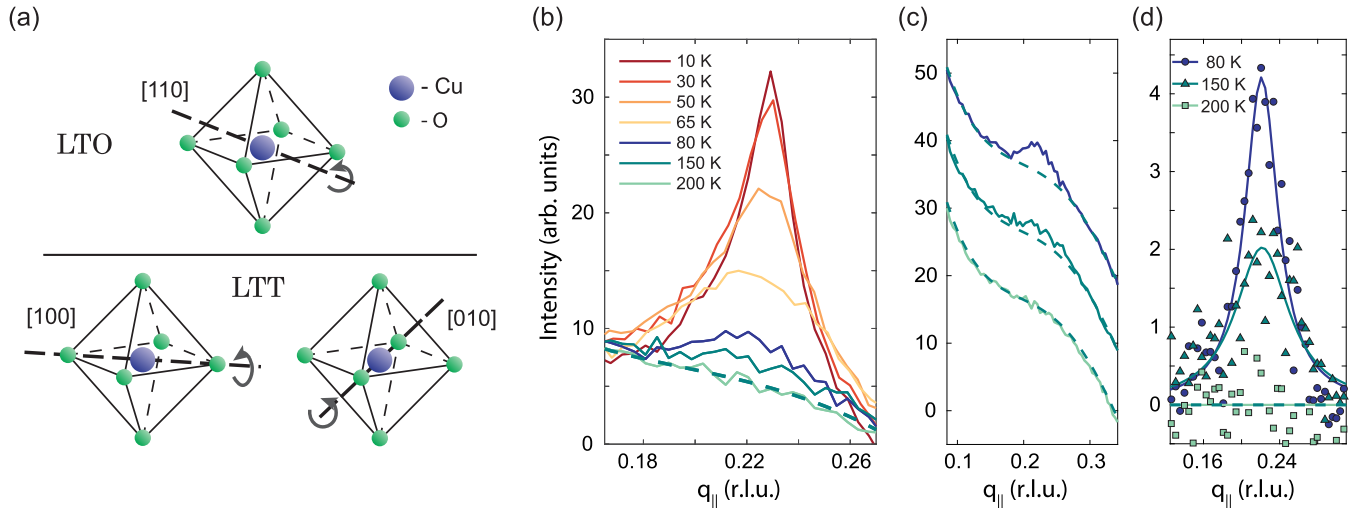 (a)
[110]
LTO
- Cu
- O
LTT
[100]
[010]
(b)
Intensity (arb. units)
30
20
10
0
10 K
30 K
50 K
65 K
80 K
150 K
200 K
0.18
0.22
0.26
q|| (r.l.u.)
(c)
50
40
30
20
10
0
0.1
0.2
0.3
q|| (r.l.u.)
(d)
80 K
150 K
200 K
4
3
2
1
0
0.16
0.24
q|| (r.l.u.)